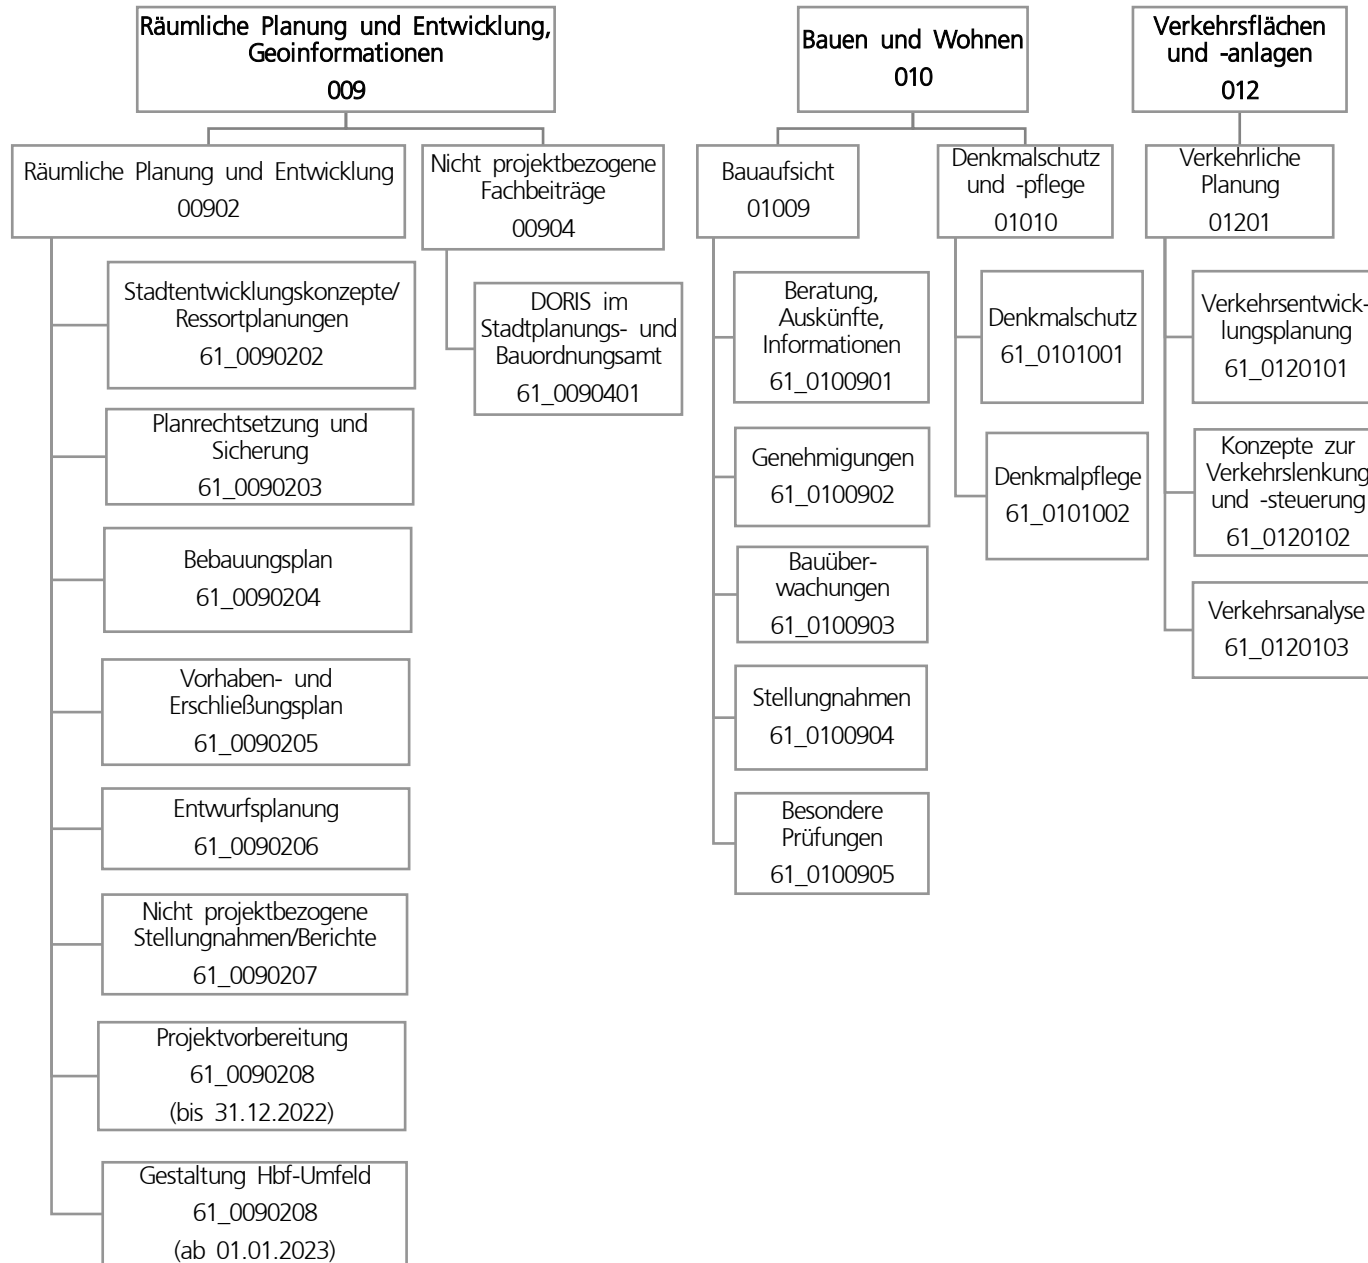 Räumliche Planung und Entwicklung,
Geoinformationen
009
Räumliche Planung und Entwicklung
00902
Stadtentwicklungskonzepte/
Ressortplanungen
61_0090202
Planrechtsetzung und
Sicherung
61_0090203
Bebauungsplan
61_0090204
Vorhaben- und
Erschließungsplan
61_0090205
Entwurfsplanung
61_0090206
Nicht projektbezogene
Stellungnahmen/Berichte
61_0090207
Projektvorbereitung
61_0090208
(bis 31.12.2022)
Gestaltung Hbf-Umfeld
61_0090208
(ab 01.01.2023)
Nicht projektbezogene
Fachbeiträge
00904
DORIS im
Stadtplanungs- und
Bauordnungsamt
61_0090401
Bauen und Wohnen
010
Bauaufsicht
01009
Beratung,
Auskünfte,
Informationen
61_0100901
Genehmigungen
61_0100902
Bauüber-
wachungen
61_0100903
Stellungnahmen
61_0100904
Besondere
Prüfungen
61_0100905
Denkmalschutz
und -pflege
01010
Denkmalschutz
61_0101001
Denkmalpflege
61_0101002
Verkehrsflächen
und -anlagen
012
Verkehrliche
Planung
01201
Verkehrsentwick-
lungsplanung
61_0120101
Konzepte zur
Verkehrslenkung
und -steuerung
61_0120102
Verkehrsanalyse
61_0120103